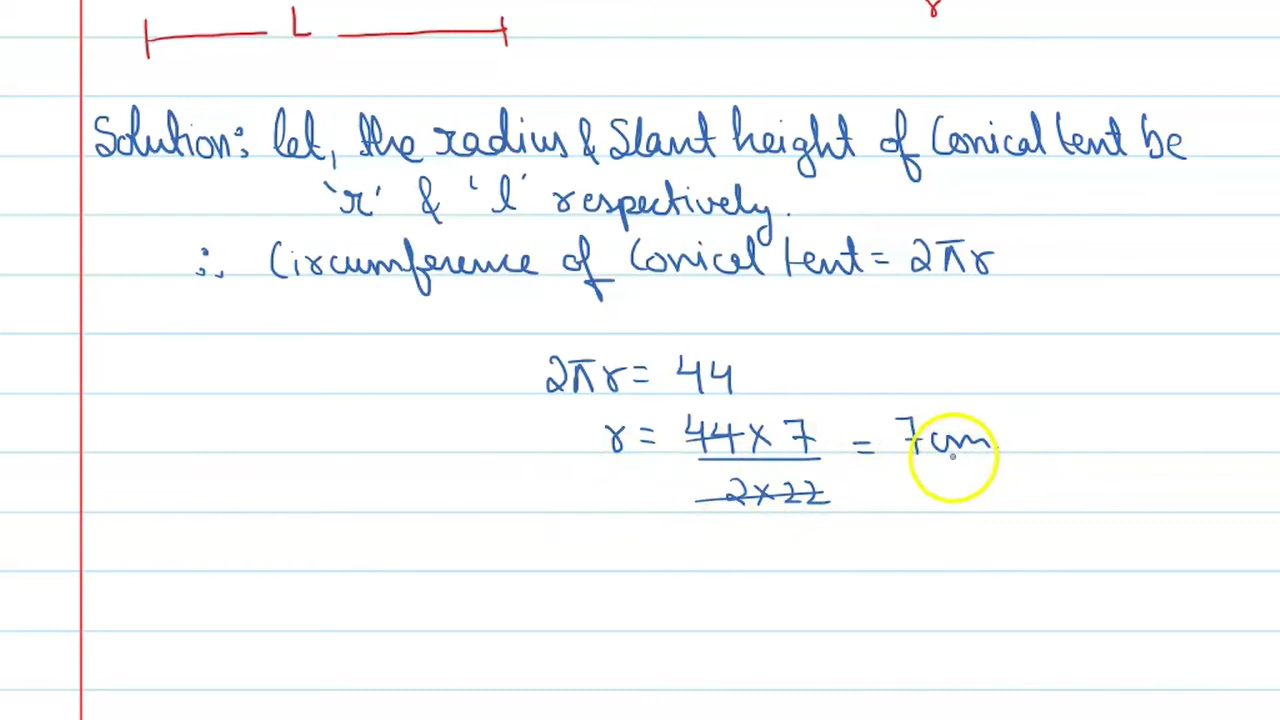 r
L
Solution: let, the radius & Slant height of Conical tent be
'r' & 'l' respectively.
∴ Circumference of Conical tent = 2πr
2πr = 44
r = 44 × 7 = 7 cm
2×22